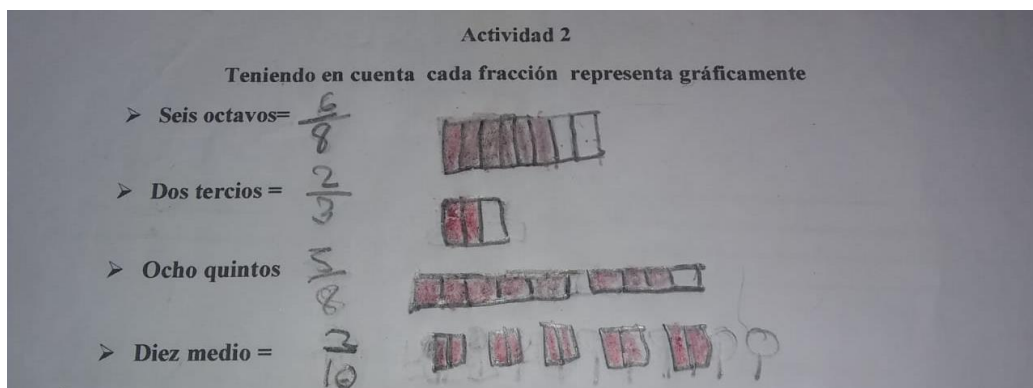 Actividad 2
Teniendo en cuenta cada fracción representa gráficamente
➢ Seis octavos= 6/8
➢ Dos tercios = 2/3
➢ Ocho quintos 5/8
➢ Diez medio = 2/10